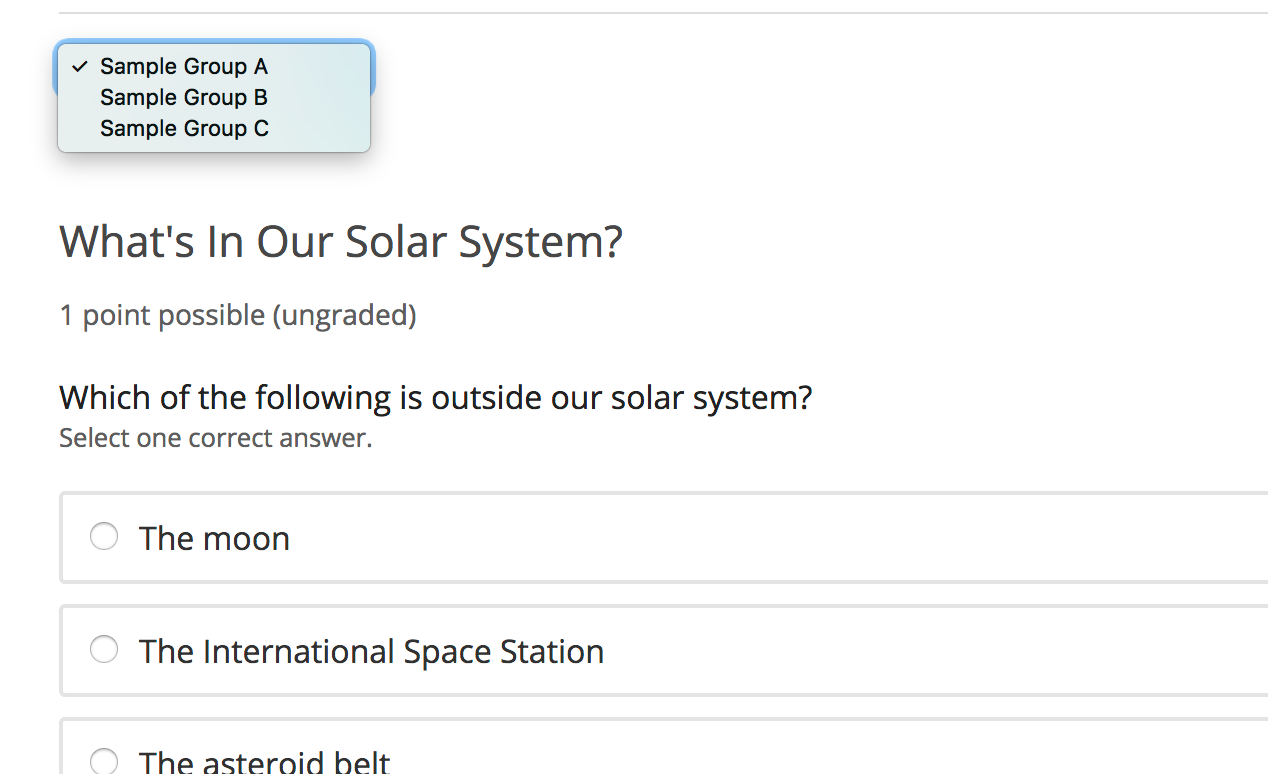 Sample Group A
Sample Group B
Sample Group C
What's In Our Solar System?
1 point possible (ungraded)
Which of the following is outside our solar system?
Select one correct answer.
The moon
The International Space Station
The asteroid belt